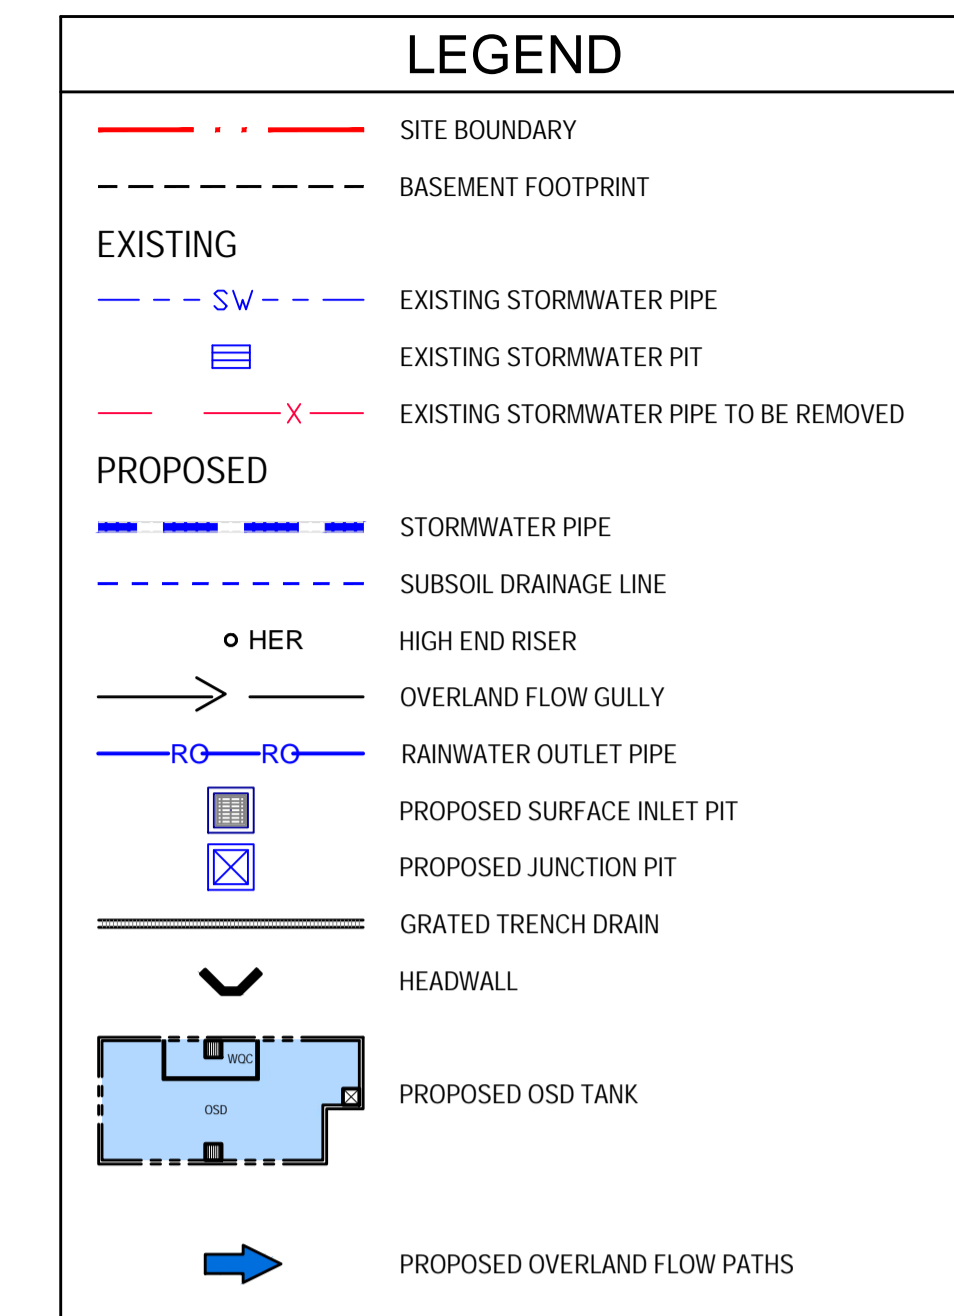 LEGEND
SITE BOUNDARY
BASEMENT FOOTPRINT
EXISTING
SW EXISTING STORMWATER PIPE
EXISTING STORMWATER PIT
X EXISTING STORMWATER PIPE TO BE REMOVED
PROPOSED
STORMWATER PIPE
SUBSOIL DRAINAGE LINE
HER HIGH END RISER
OVERLAND FLOW GULLY
RO RO RAINWATER OUTLET PIPE
PROPOSED SURFACE INLET PIT
PROPOSED JUNCTION PIT
GRATED TRENCH DRAIN
HEADWALL
WQC
OSD PROPOSED OSD TANK
PROPOSED OVERLAND FLOW PATHS